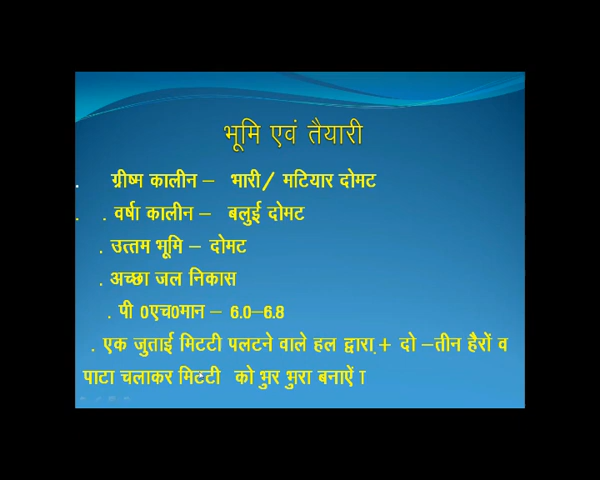 भूमि एवं तैयारी
. ग्रीष्म कालीन – भारी/ मटियार दोमट
. . वर्षा कालीन – बलुई दोमट
. उत्तम भूमि – दोमट
. अच्छा जल निकास
. पी 0एच0मान – 6.0–6.8
. एक जुताई मिटटी पलटने वाले हल द्वारा.+ दो –तीन हैरों व
पाटा चलाकर मिटटी को भुर भुरा बनाऐं ।